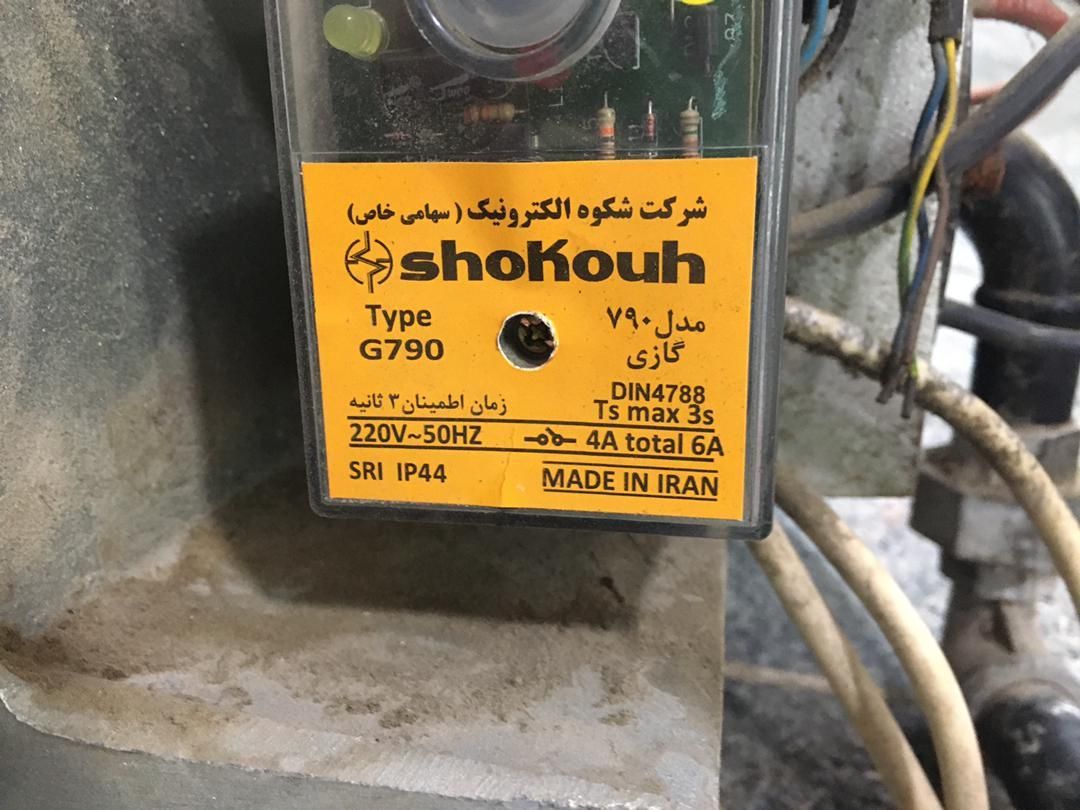 شرکت شکوه الکترونیک ( سهامی خاص)
shoKouh
Type
G790
مدل ۷۹۰
گازی
DIN4788
زمان اطمینان ۳ ثانیه
Ts max 3s
220V~50HZ
4A total 6A
SRI IP44
MADE IN IRAN